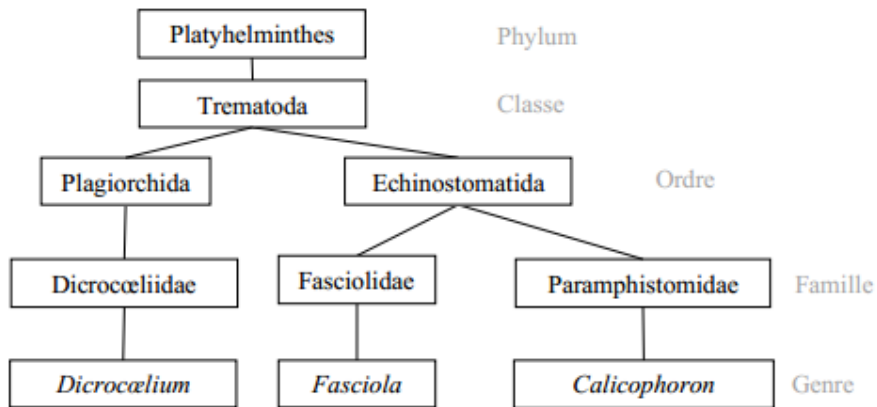 Platyhelminthes Phylum
Trematoda Classe
Plagiorchida Echinostomatida Ordre
Dicrocœliidae Fasciolidae Paramphistomidae Famille
Dicrocœlium Fasciola Calicophoron Genre